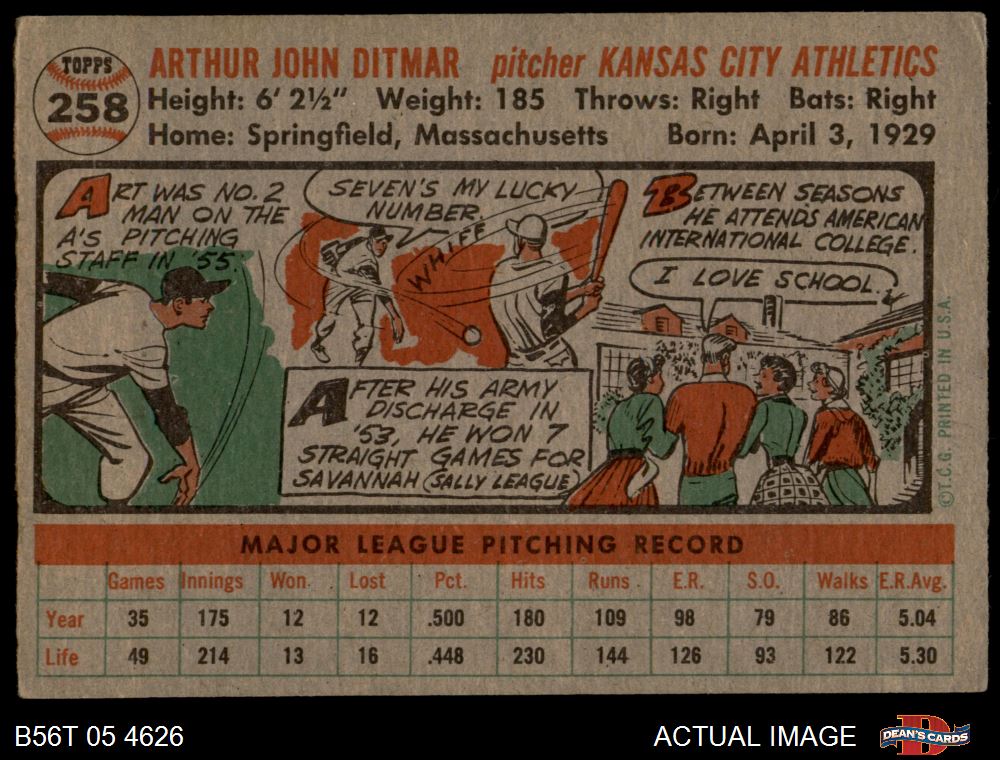 TOPPS
258
ARTHUR JOHN DITMAR pitcher KANSAS CITY ATHLETICS
Height: 6' 2½" Weight: 185 Throws: Right Bats: Right
Home: Springfield, Massachusetts Born: April 3, 1929
ART WAS NO. 2
MAN ON THE
A'S PITCHING
STAFF IN '55.
SEVEN'S MY LUCKY
NUMBER.
WHIFF
AFTER HIS ARMY
DISCHARGE IN
'53, HE WON 7
STRAIGHT GAMES FOR
SAVANNAH (SALLY LEAGUE)
BETWEEN SEASONS
HE ATTENDS AMERICAN
INTERNATIONAL COLLEGE.
I LOVE SCHOOL.
©T.C.G. PRINTED IN U.S.A.
MAJOR LEAGUE PITCHING RECORD
Games Innings Won Lost Pct. Hits Runs E.R. S.O. Walks E.R.Avg.
Year 35 175 12 12 .500 180 109 98 79 86 5.04
Life 49 214 13 16 .448 230 144 126 93 122 5.30
B56T 05 4626
ACTUAL IMAGE
D
DEAN'S CARDS